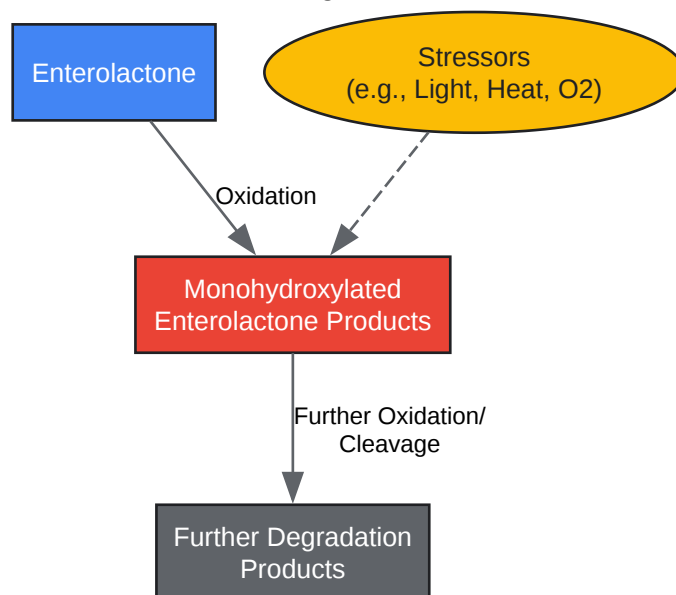 Enterolactone
Stressors
(e.g., Light, Heat, O2)
Oxidation
Monohydroxylated
Enterolactone Products
Further Oxidation/
Cleavage
Further Degradation
Products